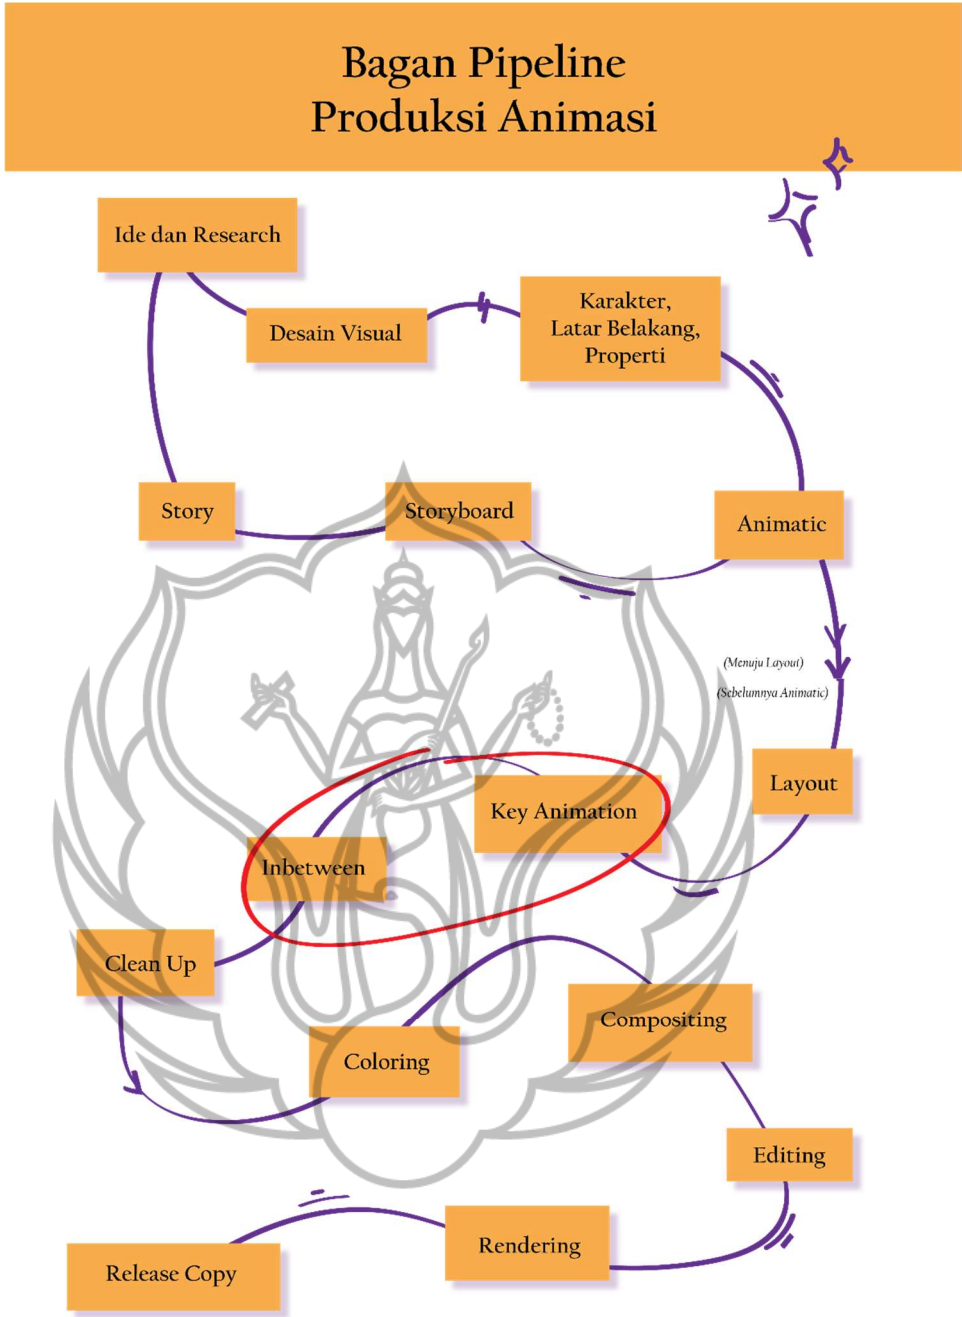 Bagan Pipeline
Produksi Animasi
Ide dan Research
Desain Visual
Karakter,
Latar Belakang,
Properti
Story
Storyboard
Animatic
(Menuju Layout)
(Sebelumnya Animatic)
Layout
Key Animation
Inbetween
Clean Up
Coloring
Compositing
Editing
Rendering
Release Copy